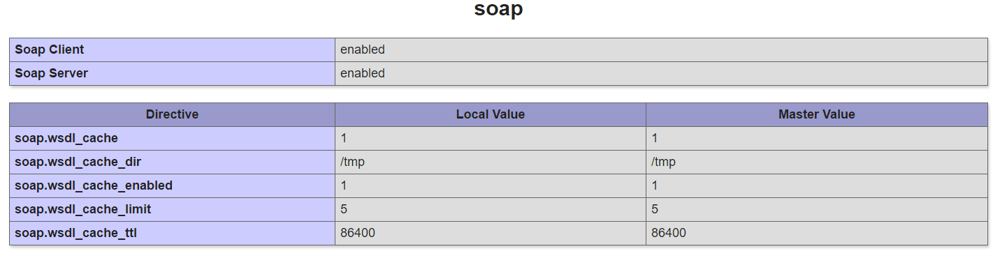 soap
Soap Client enabled
Soap Server enabled
Directive Local Value Master Value
soap.wsdl_cache 1 1
soap.wsdl_cache_dir /tmp /tmp
soap.wsdl_cache_enabled 1 1
soap.wsdl_cache_limit 5 5
soap.wsdl_cache_ttl 86400 86400